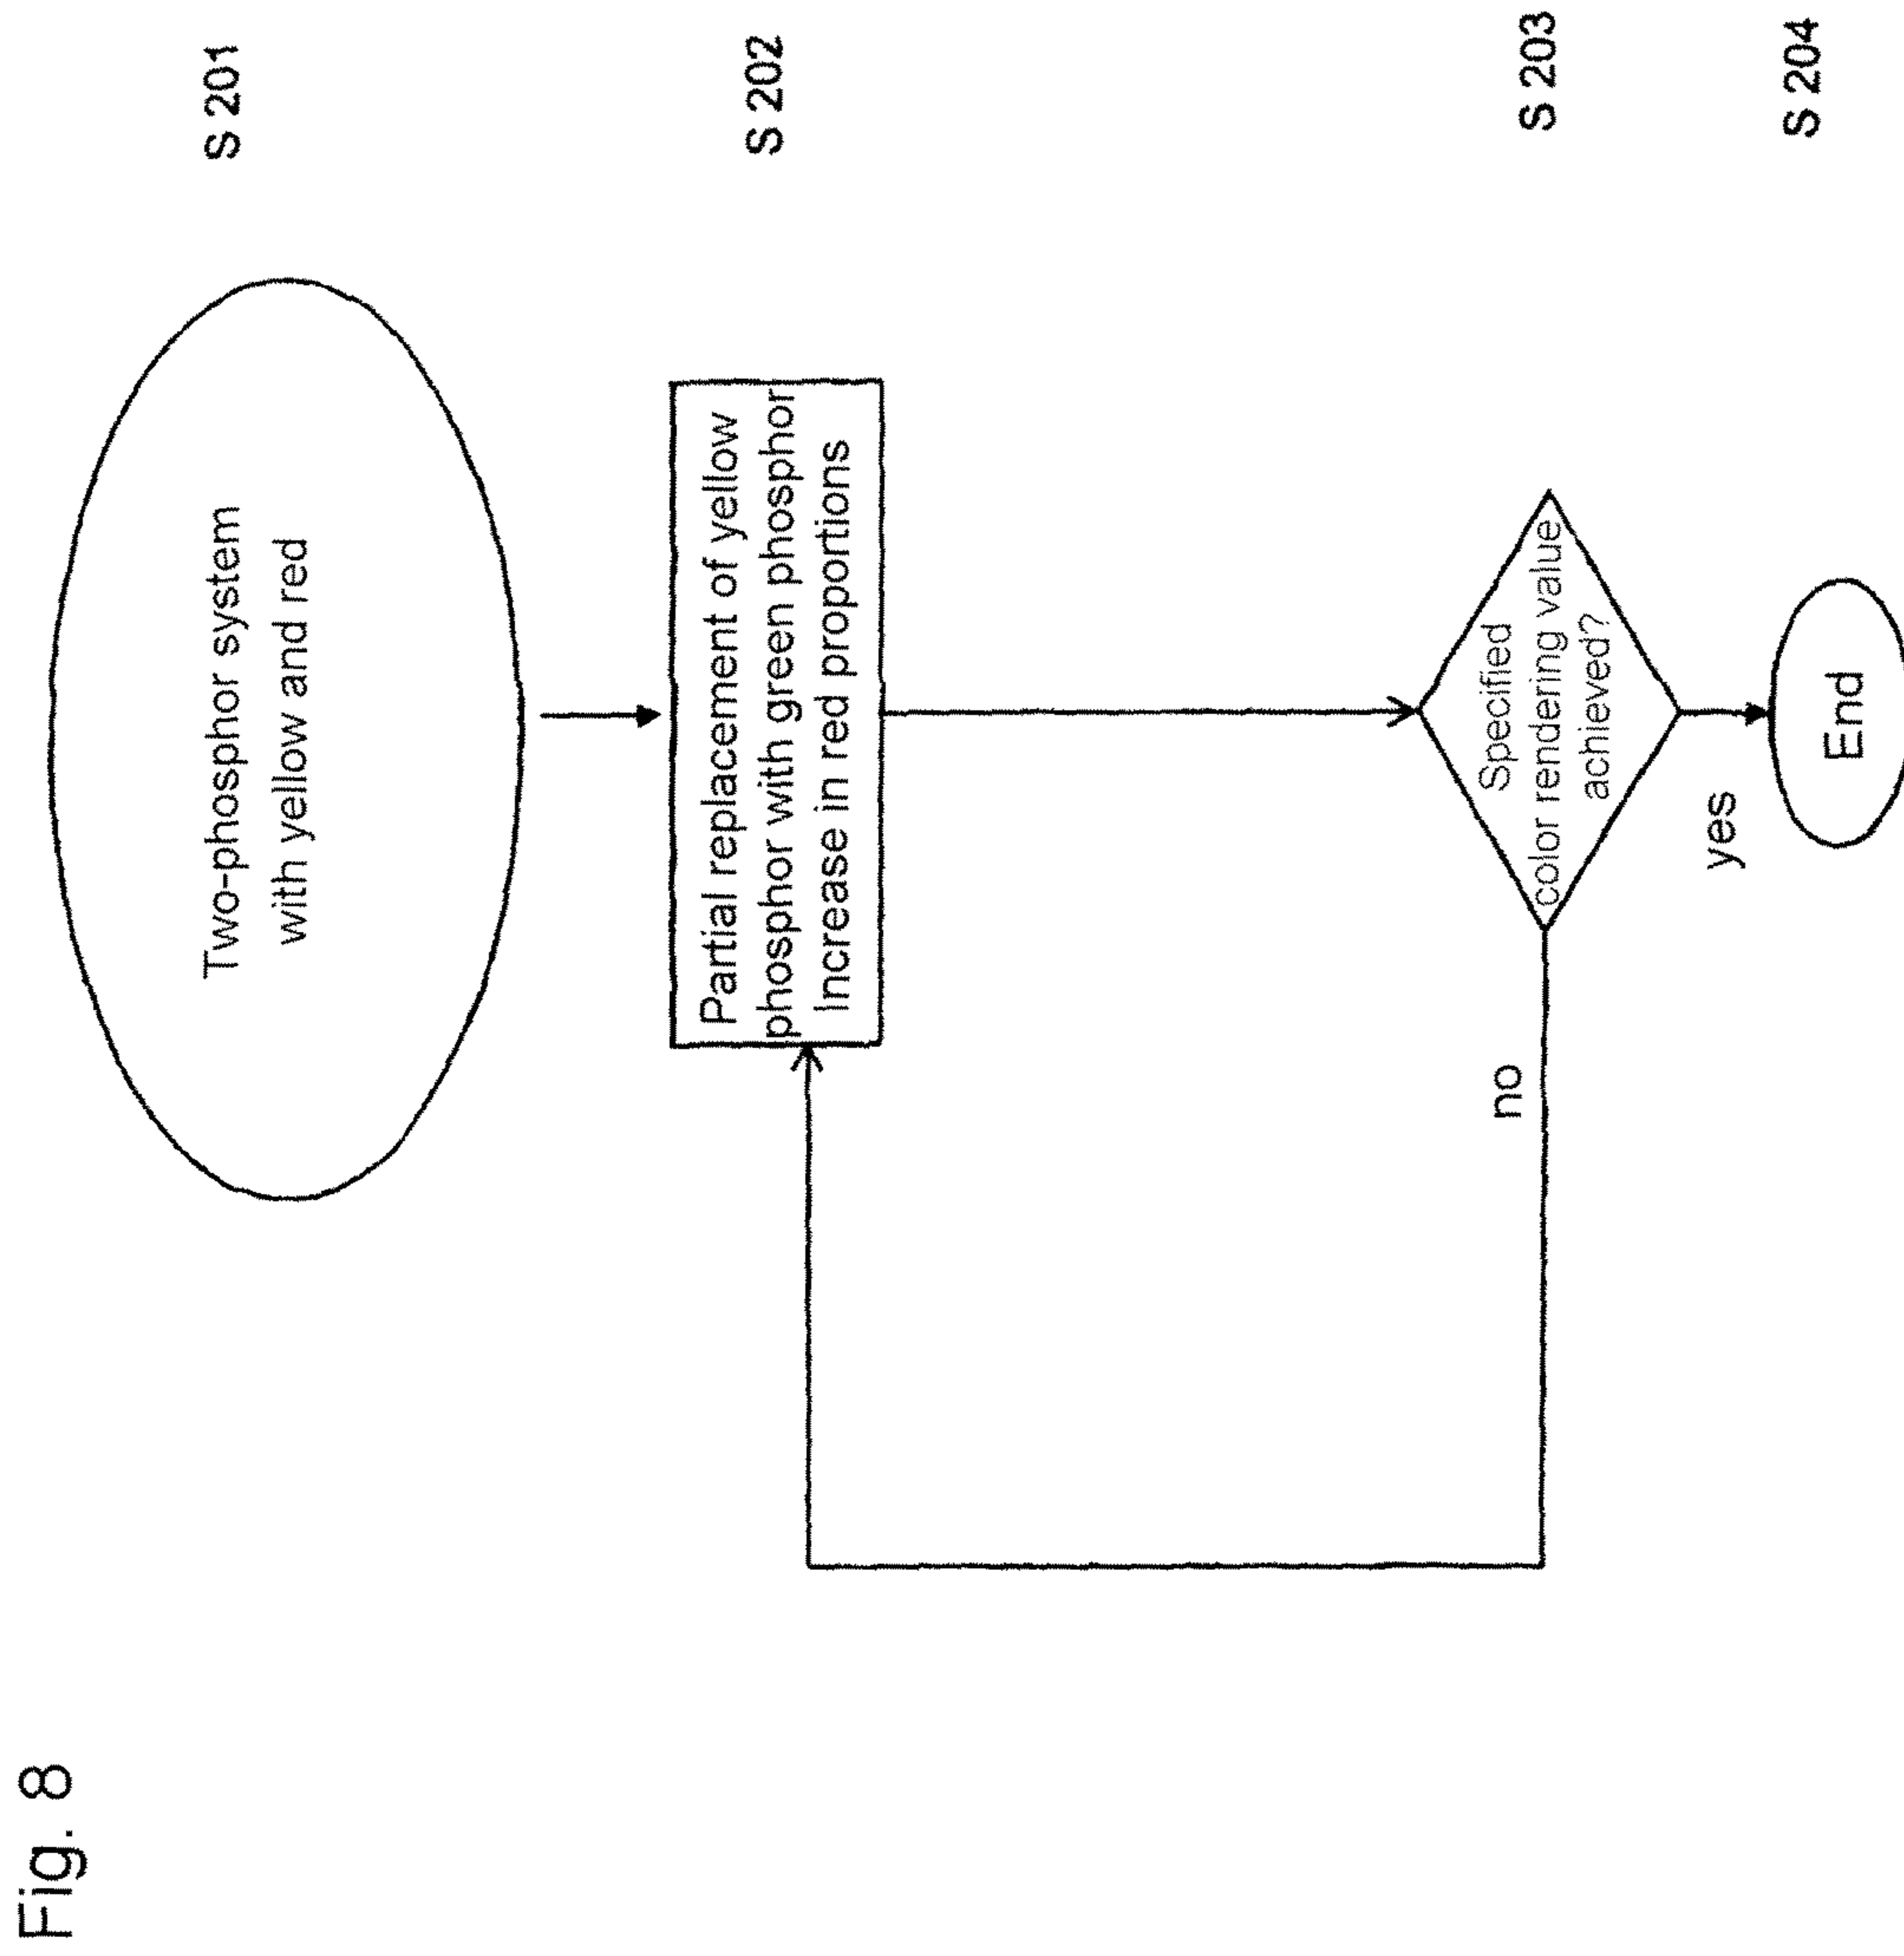 Fig. 8
Two-phosphor system
with yellow and red
S 201
Partial replacement of yellow
phosphor with green phosphor
Increase in red proportions
S 202
Specified
color rendering value
achieved?
S 203
no
yes
End
S 204